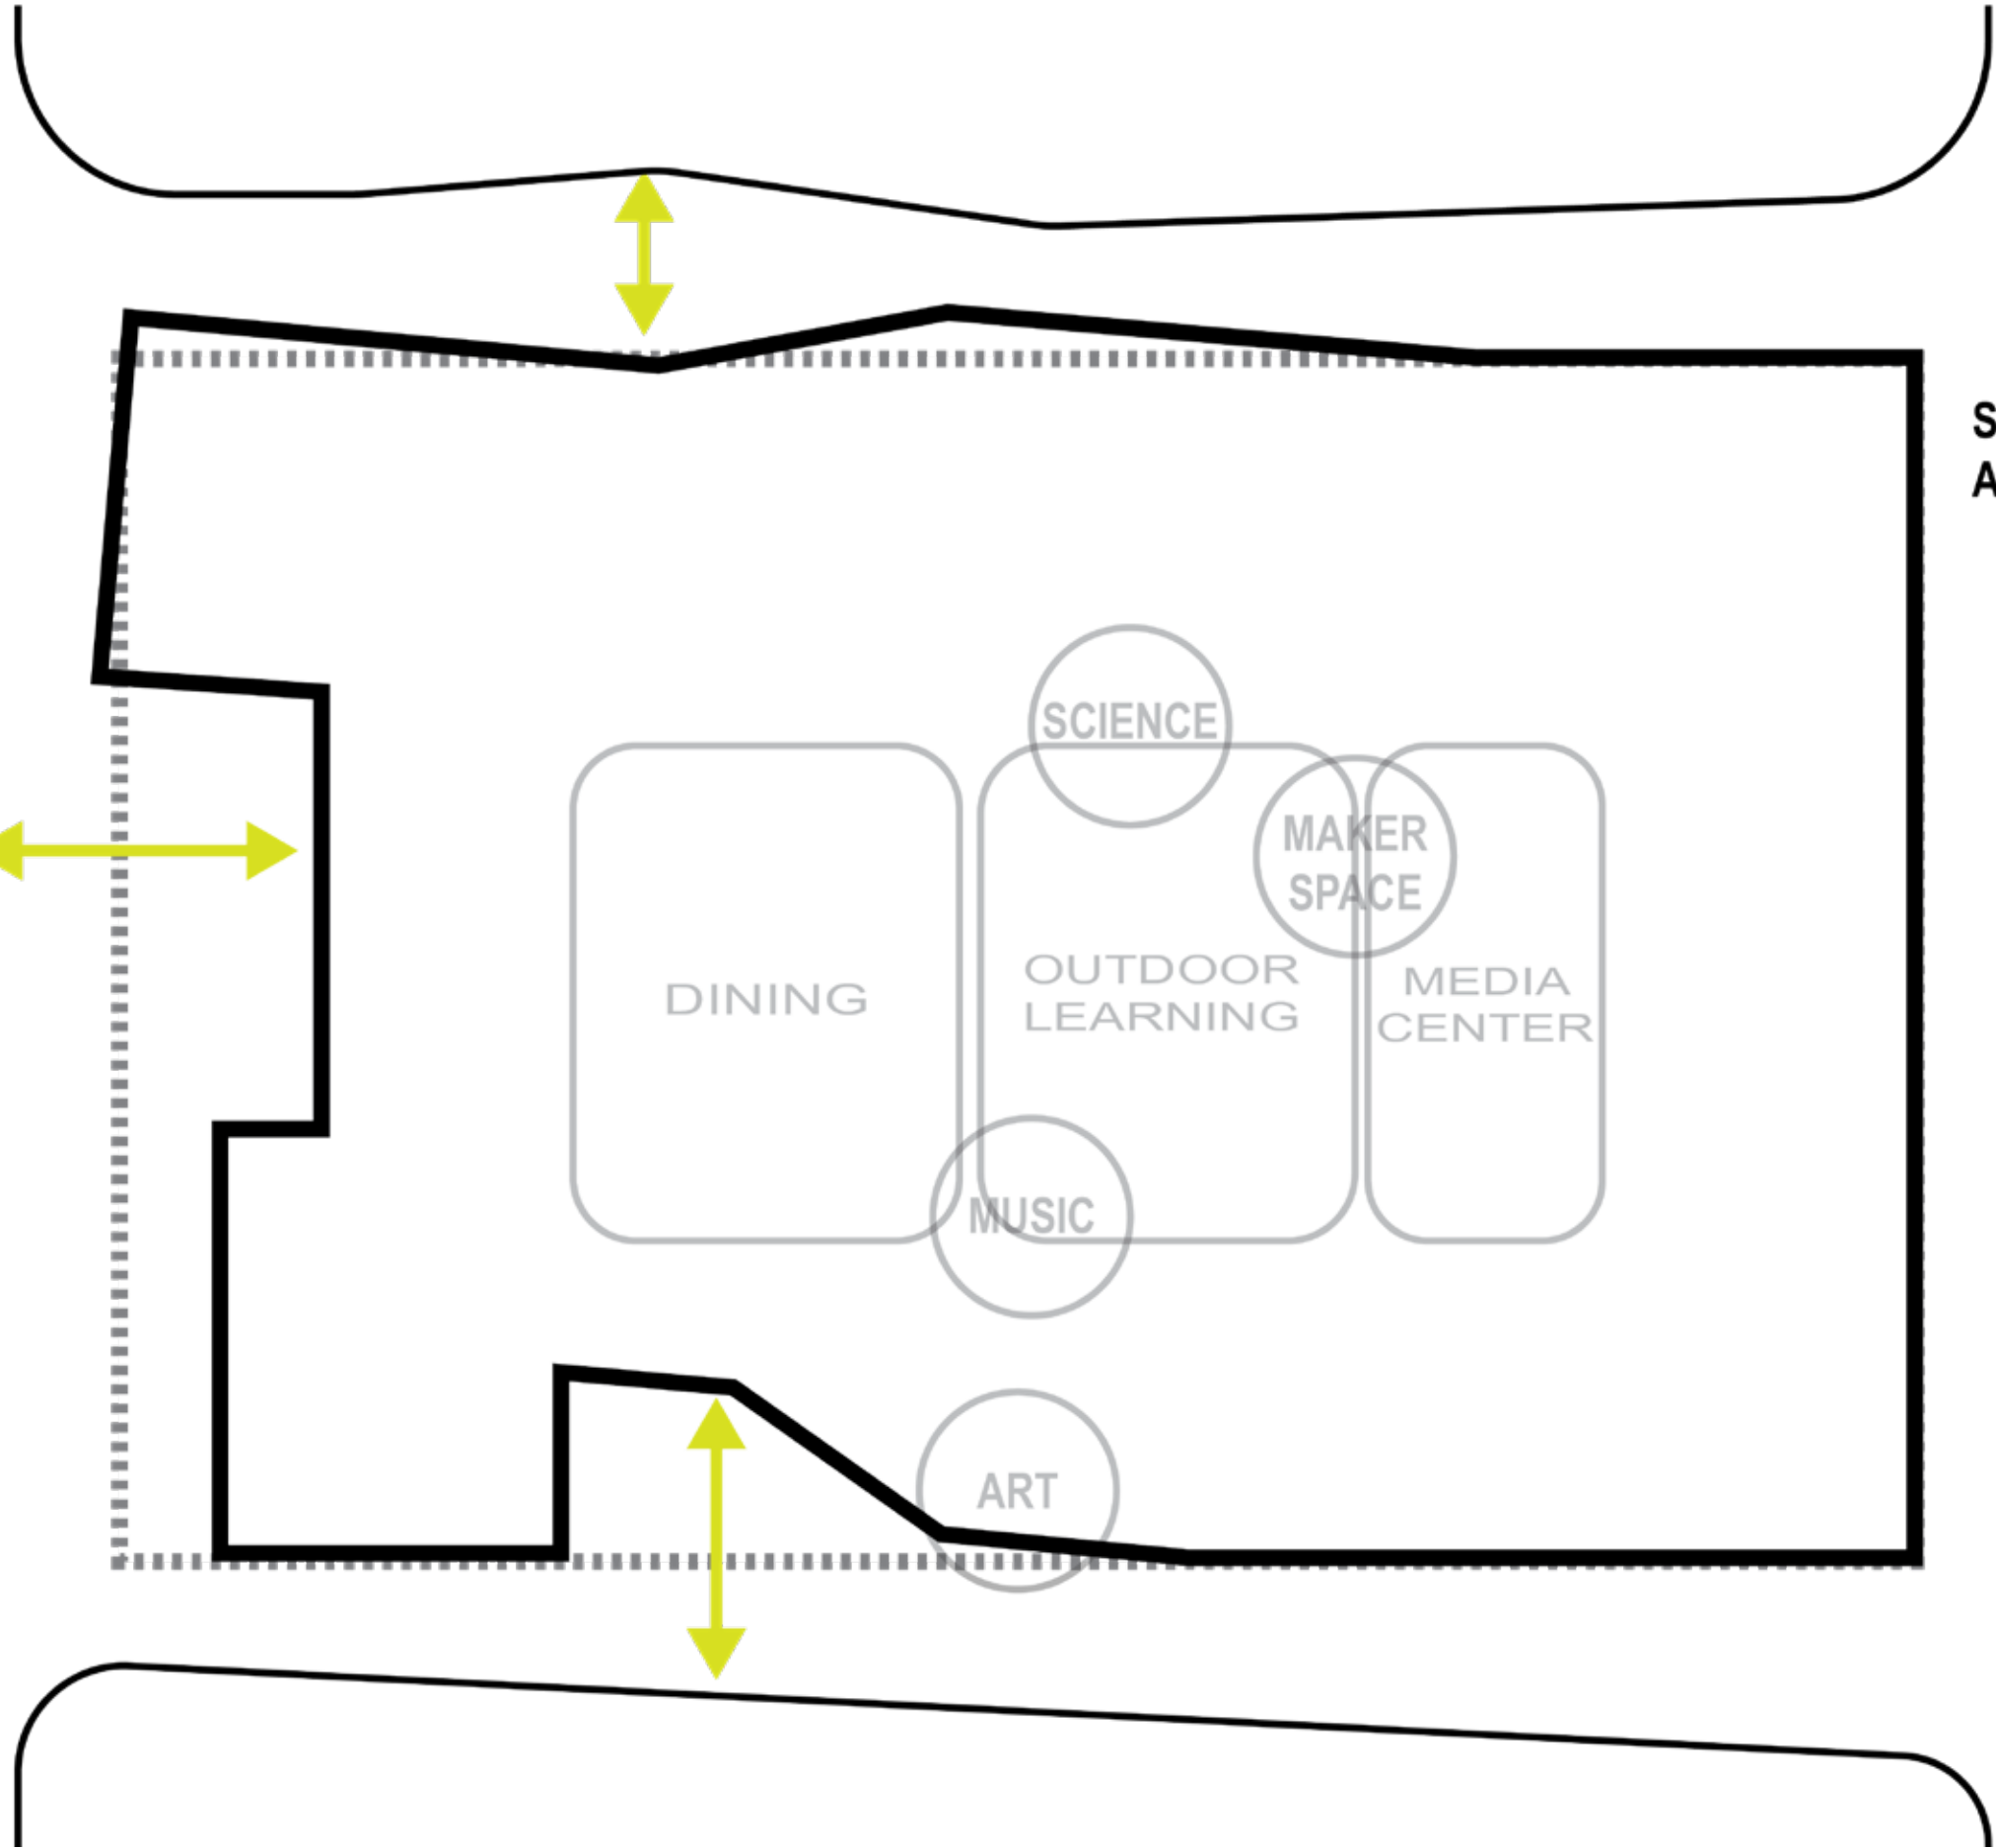 SCIENCE
MAKER
SPACE
OUTDOOR
LEARNING
MEDIA
CENTER
DINING
MUSIC
ART